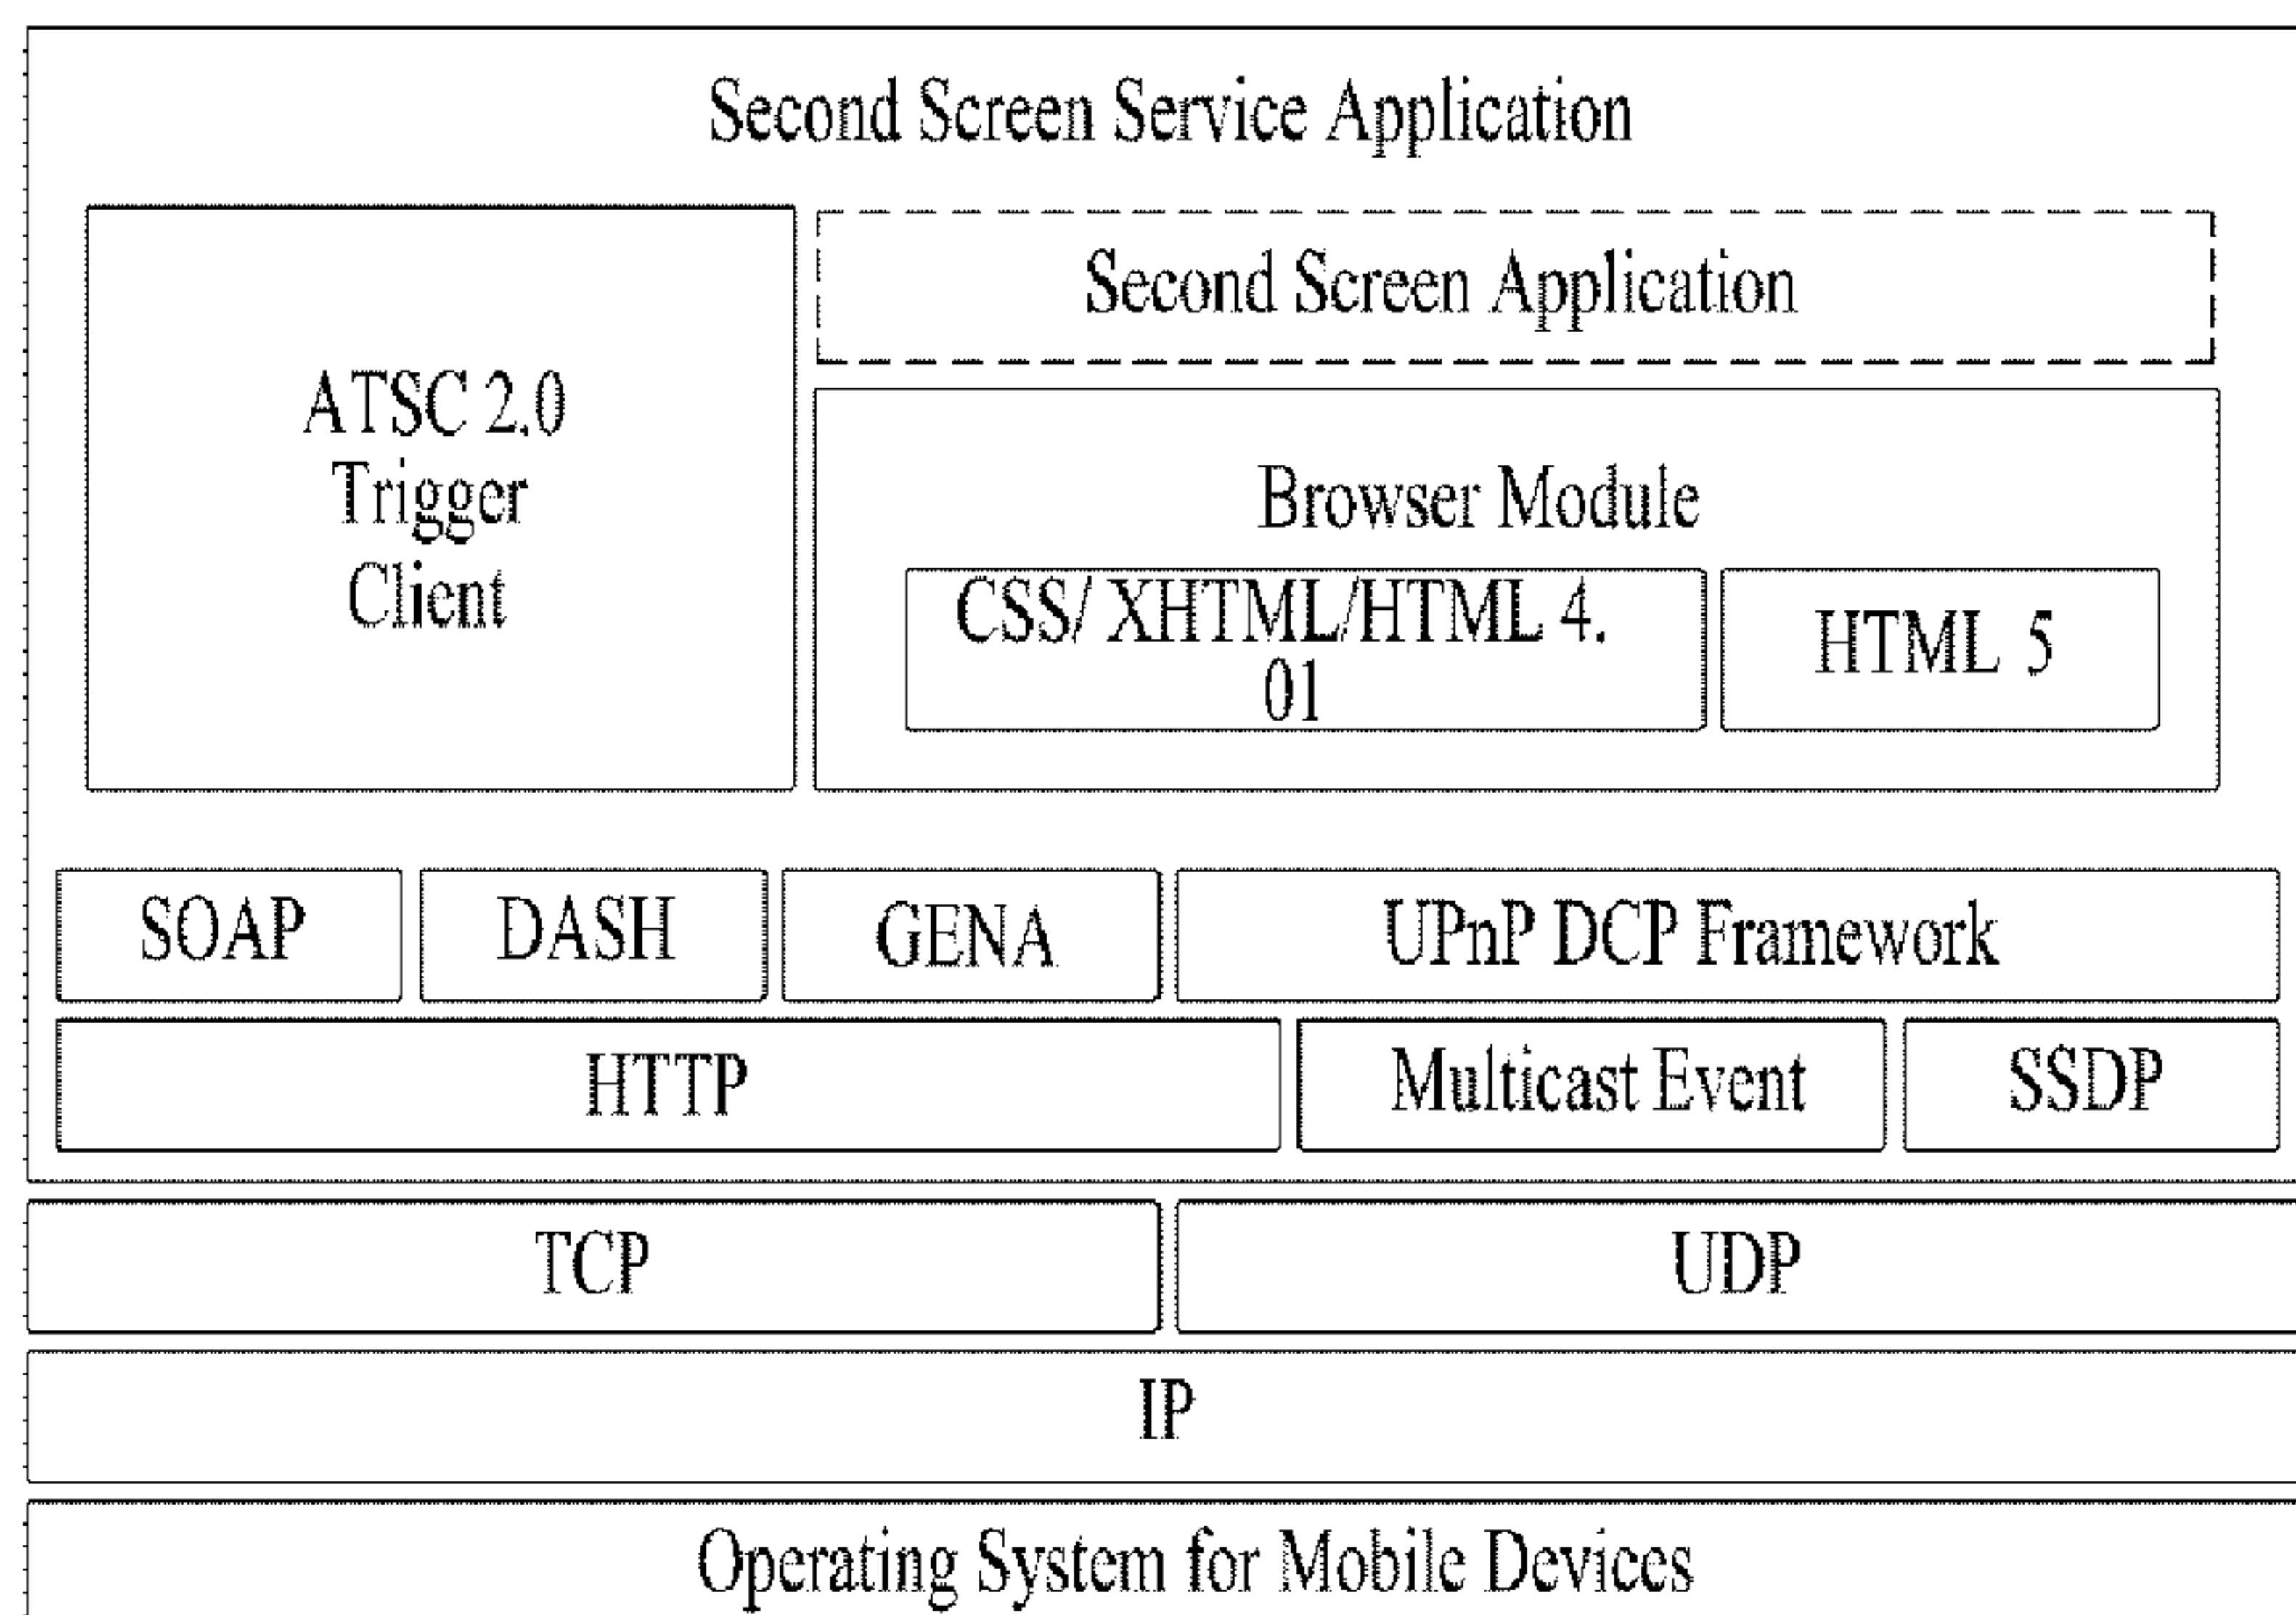 Second Screen Service Application
ATSC 2.0
Trigger
Client
Second Screen Application
Browser Module
CSS/ XHTML/HTML 4.
01
HTML 5
SOAP
DASH
GENA
UPnP DCP Framework
HTTP
Multicast Event
SSDP
TCP
UDP
IP
Operating System for Mobile Devices